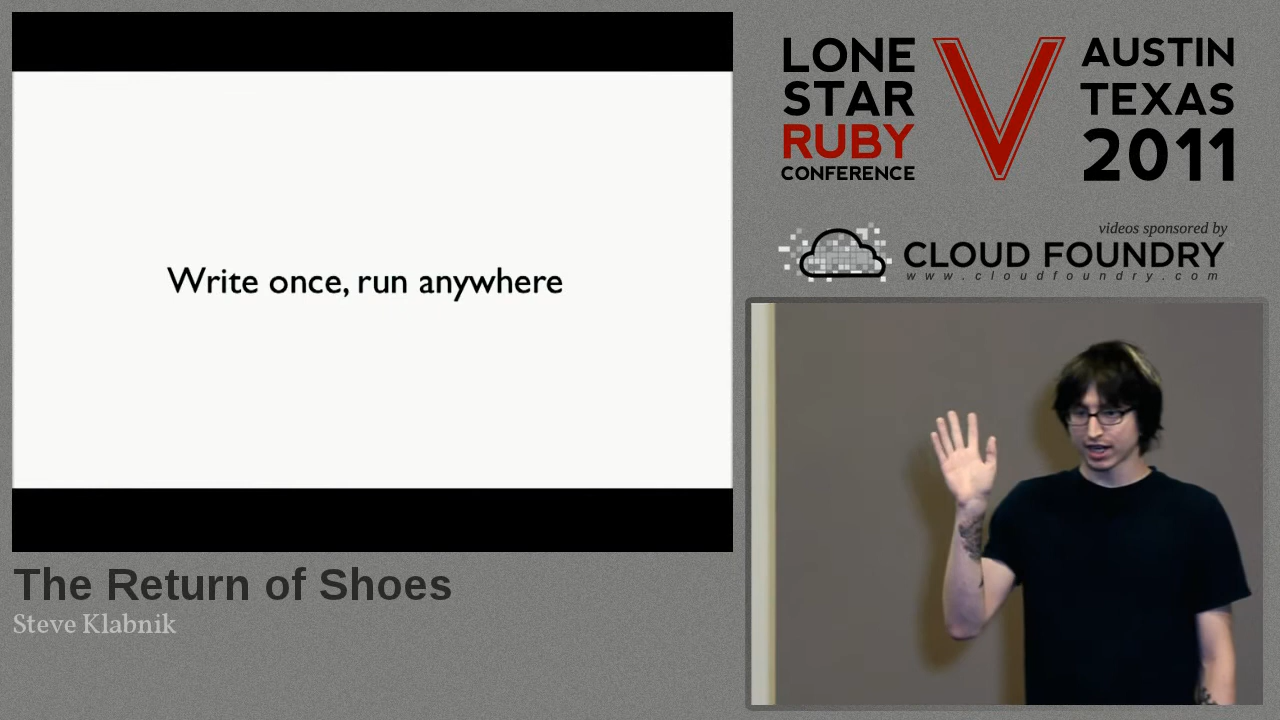 Write once, run anywhere
The Return of Shoes
Steve Klabnik
LONE
STAR
RUBY
CONFERENCE
V
AUSTIN
TEXAS
2011
videos sponsored by
CLOUD FOUNDRY
www.cloudfoundry.com